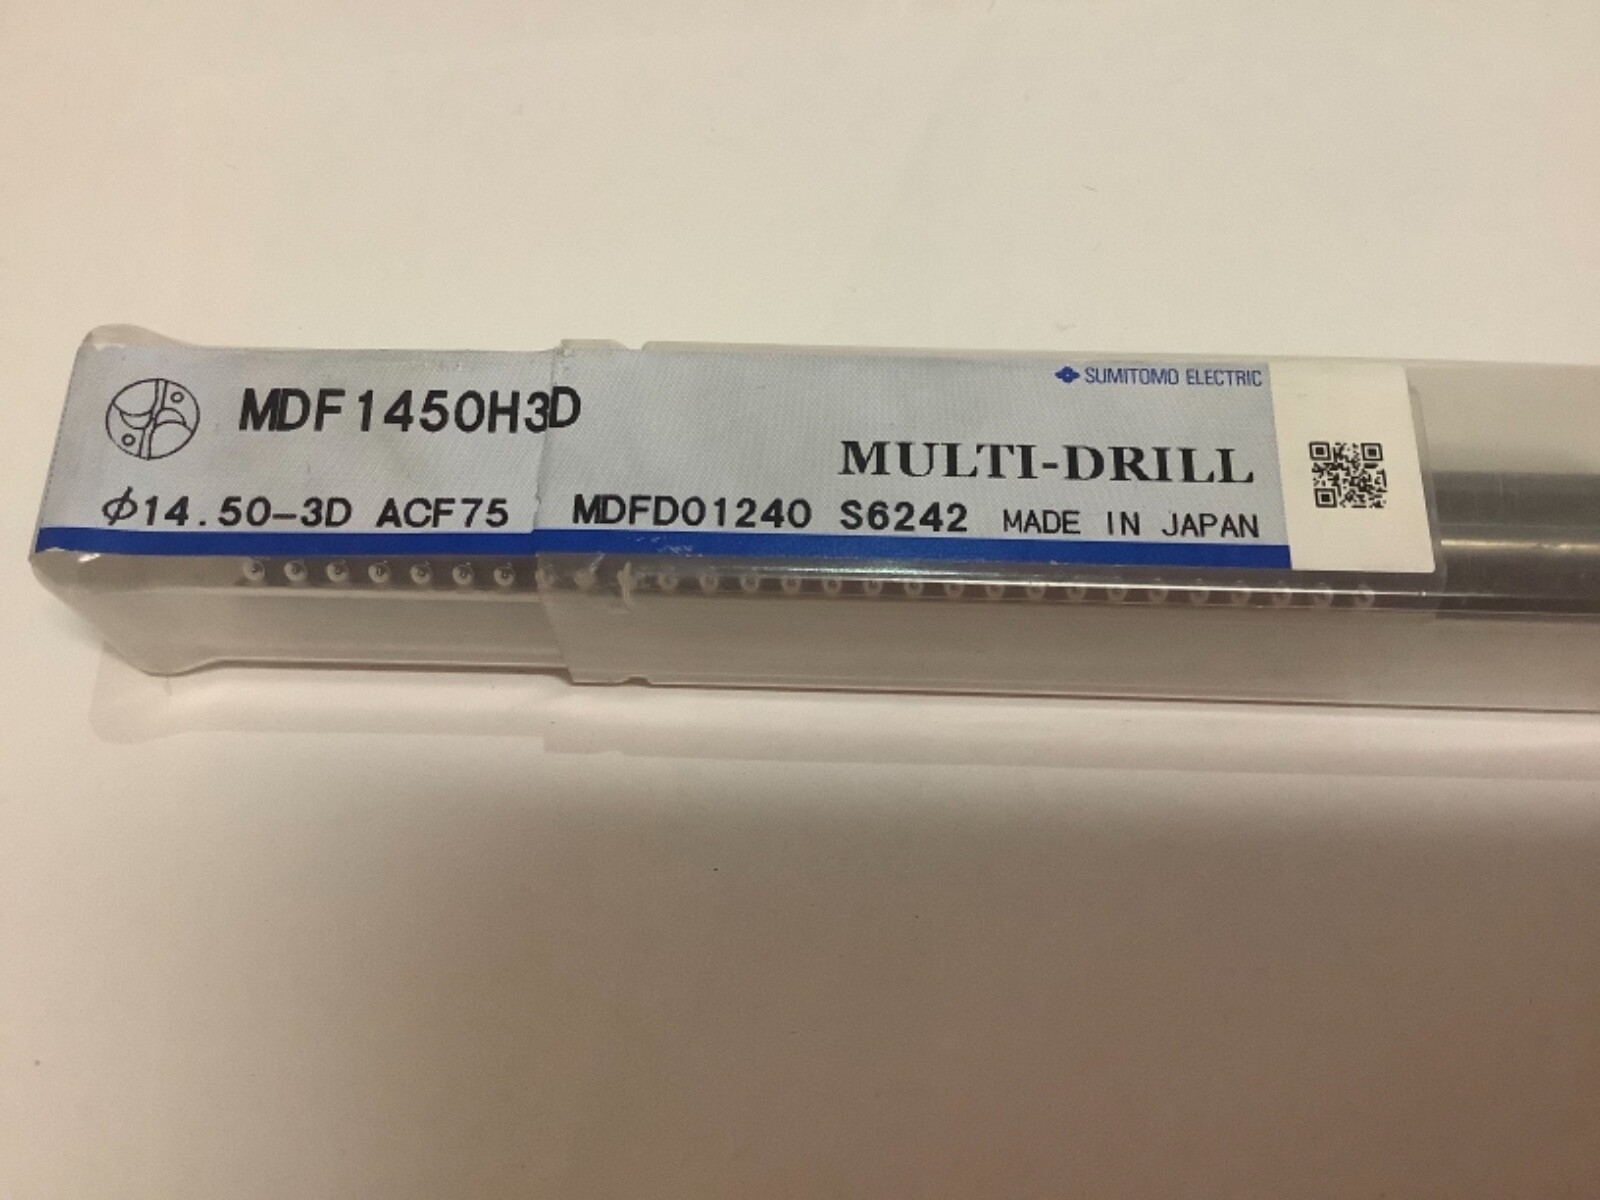 MDF1450H3D
SUMITOMO ELECTRIC
MULTI-DRILL
ϕ14.50-3D ACF75 MDFD01240 S6242 MADE IN JAPAN